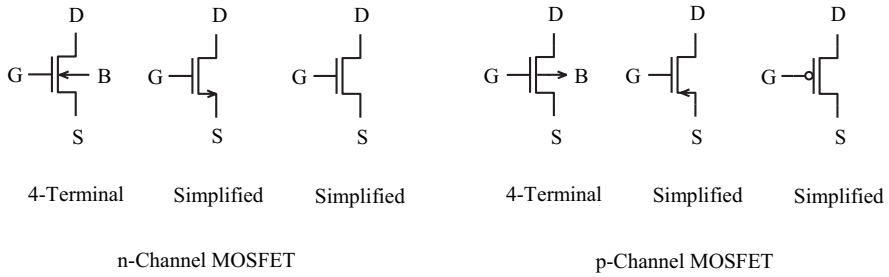 D D D D D D
G B G G G B G G
S S S S S S
4-Terminal Simplified Simplified 4-Terminal Simplified Simplified
n-Channel MOSFET p-Channel MOSFET